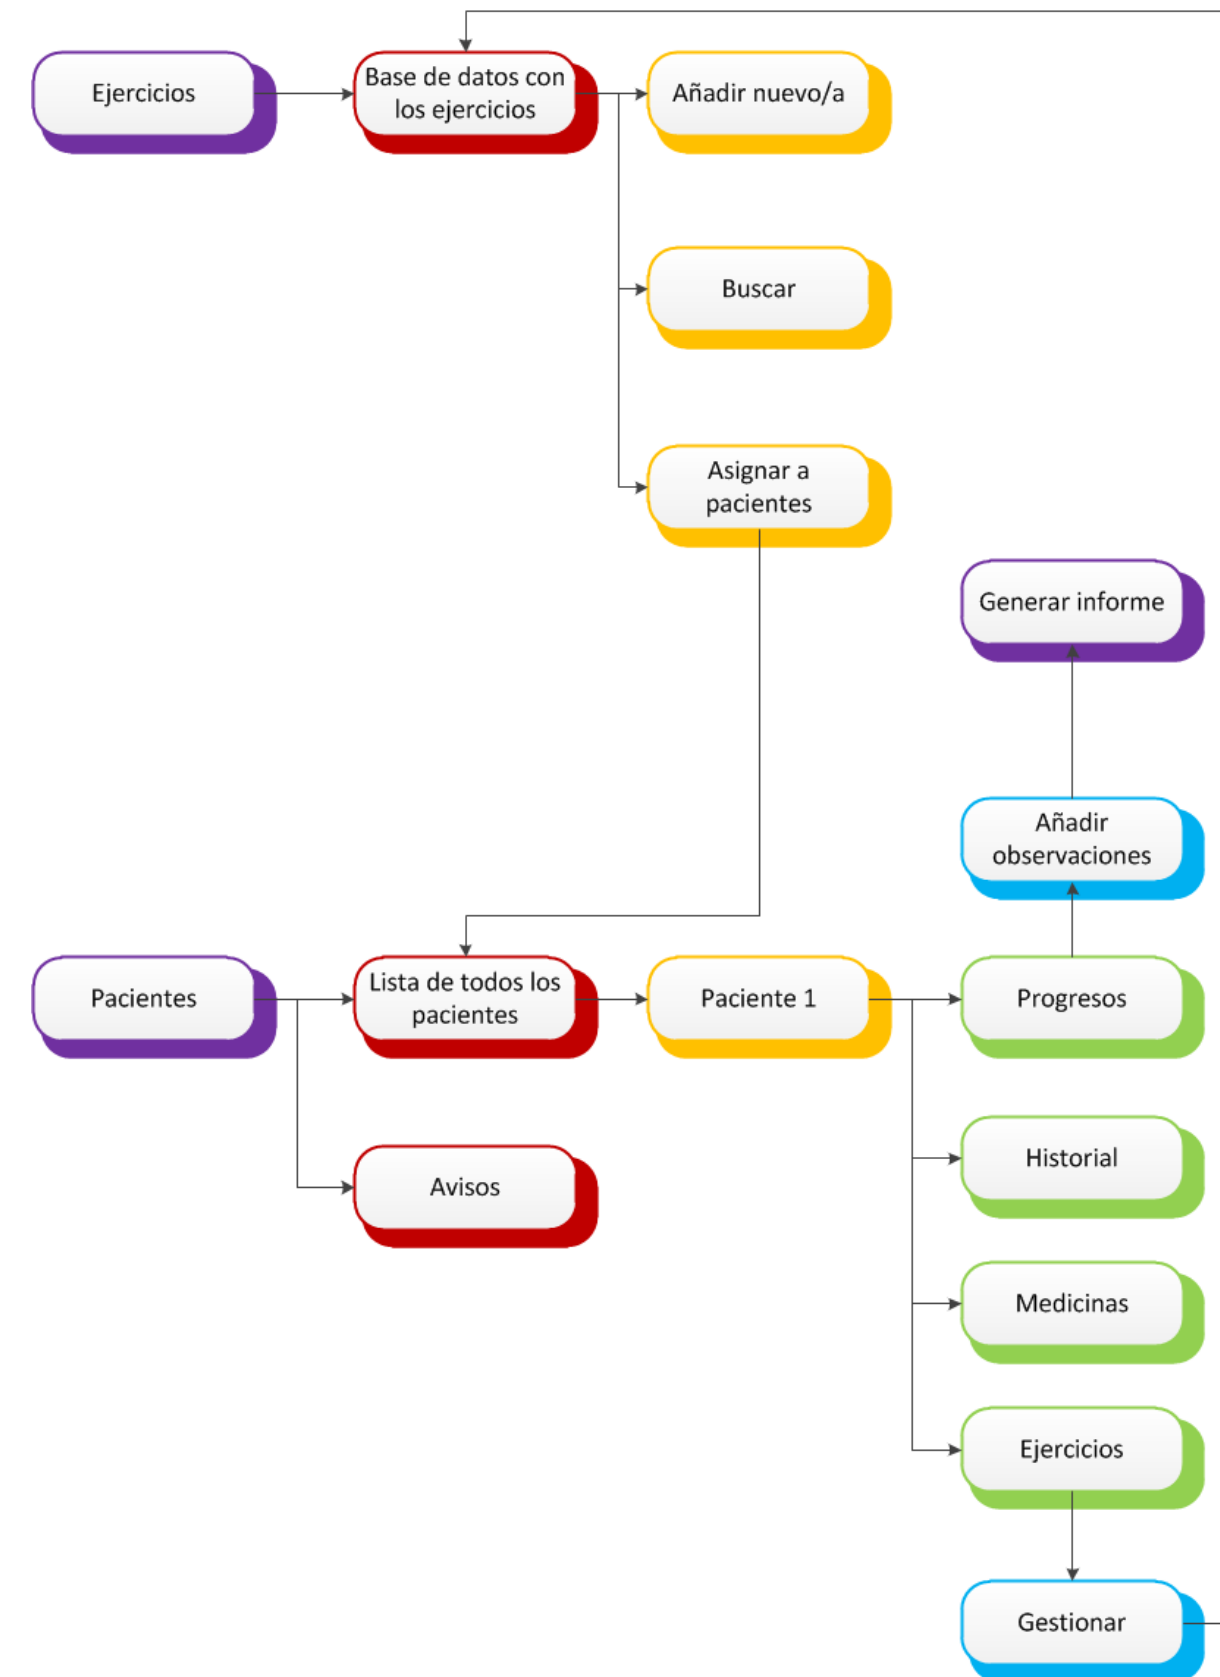 Ejercicios
Base de datos con
los ejercicios
Añadir nuevo/a
Buscar
Asignar a
pacientes
Generar informe
Añadir
observaciones
Pacientes
Lista de todos los
pacientes
Paciente 1
Progresos
Avisos
Historial
Medicinas
Ejercicios
Gestionar